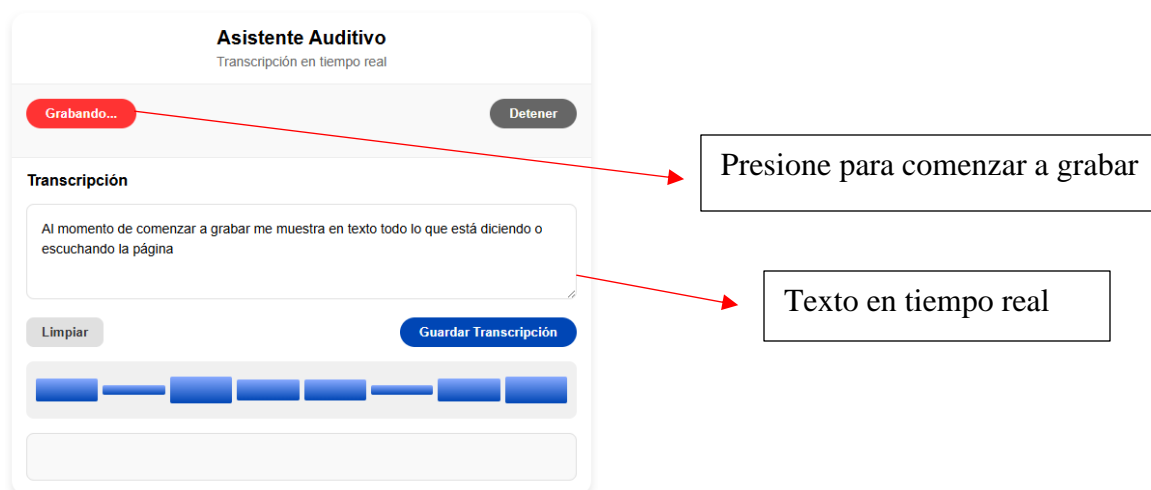 Asistente Auditivo
Transcripción en tiempo real
Grabando...
Detener
Presione para comenzar a grabar
Transcripción
Al momento de comenzar a grabar me muestra en texto todo lo que está diciendo o
escuchando la página
Texto en tiempo real
Limpiar
Guardar Transcripción